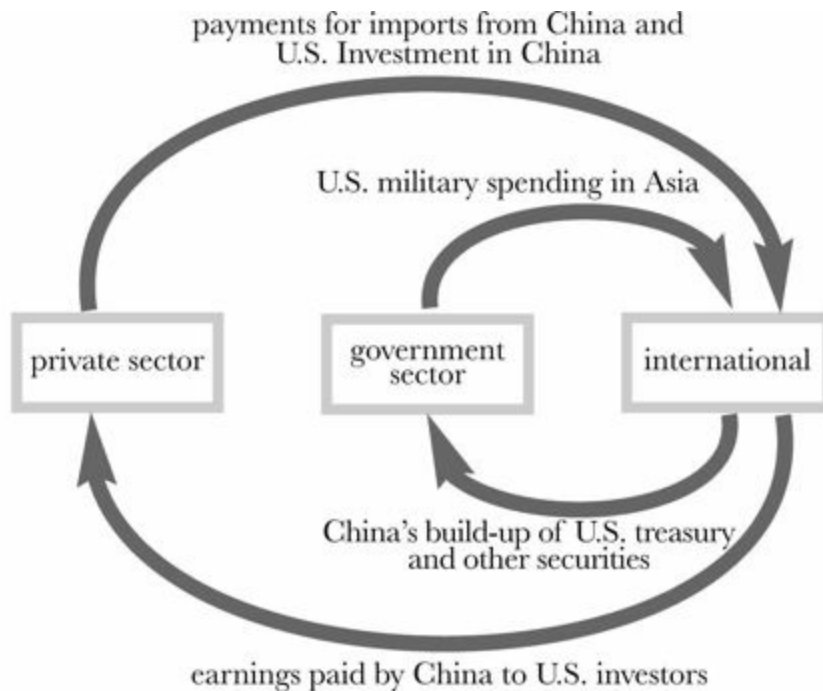 payments for imports from China and
U.S. Investment in China
U.S. military spending in Asia
private sector
government
sector
international
China's build-up of U.S. treasury
and other securities
earnings paid by China to U.S. investors